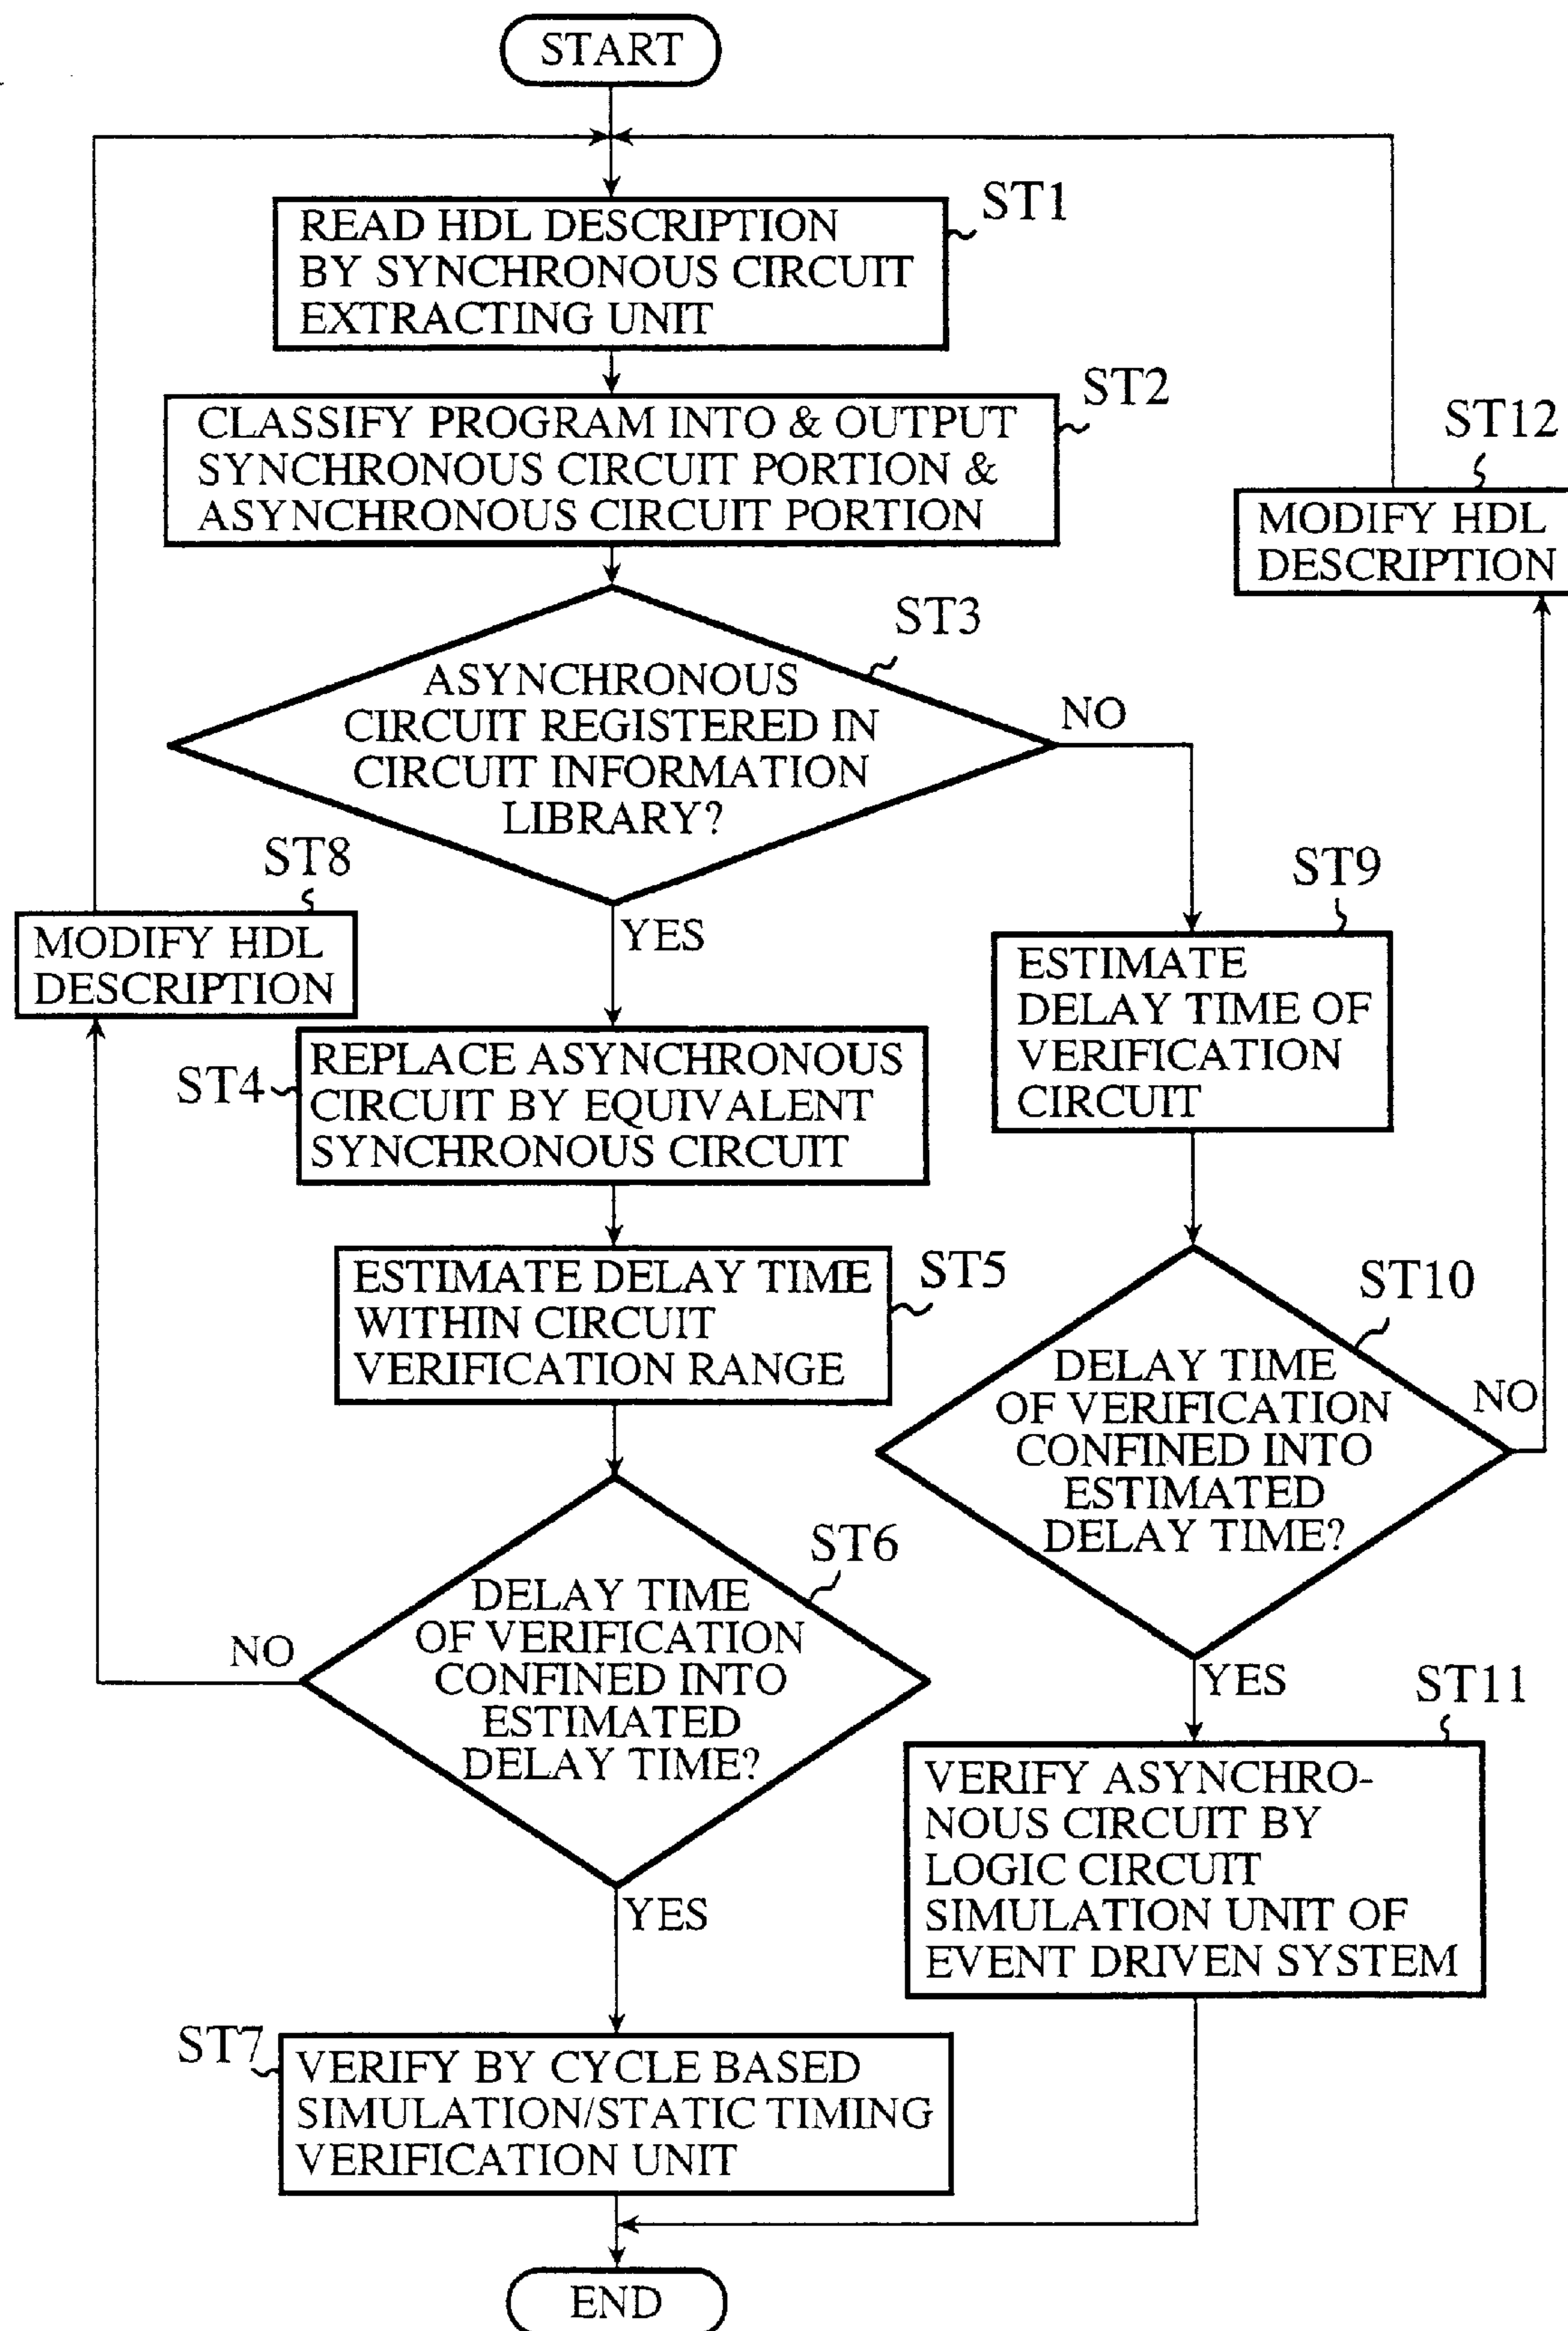 START
ST1
READ HDL DESCRIPTION
BY SYNCHRONOUS CIRCUIT
EXTRACTING UNIT
ST2
CLASSIFY PROGRAM INTO & OUTPUT
SYNCHRONOUS CIRCUIT PORTION &
ASYNCHRONOUS CIRCUIT PORTION
ST12
MODIFY HDL
DESCRIPTION
ST3
ASYNCHRONOUS
CIRCUIT REGISTERED IN
CIRCUIT INFORMATION
LIBRARY?
NO
YES
ST8
MODIFY HDL
DESCRIPTION
ST9
ESTIMATE
DELAY TIME OF
VERIFICATION
CIRCUIT
ST4
REPLACE ASYNCHRONOUS
CIRCUIT BY EQUIVALENT
SYNCHRONOUS CIRCUIT
ST5
ESTIMATE DELAY TIME
WITHIN CIRCUIT
VERIFICATION RANGE
ST10
DELAY TIME
OF VERIFICATION
CONFINED INTO
ESTIMATED
DELAY TIME?
NO
YES
ST6
DELAY TIME
OF VERIFICATION
CONFINED INTO
ESTIMATED
DELAY TIME?
NO
YES
ST11
VERIFY ASYNCHRO-
NOUS CIRCUIT BY
LOGIC CIRCUIT
SIMULATION UNIT OF
EVENT DRIVEN SYSTEM
ST7
VERIFY BY CYCLE BASED
SIMULATION/STATIC TIMING
VERIFICATION UNIT
END